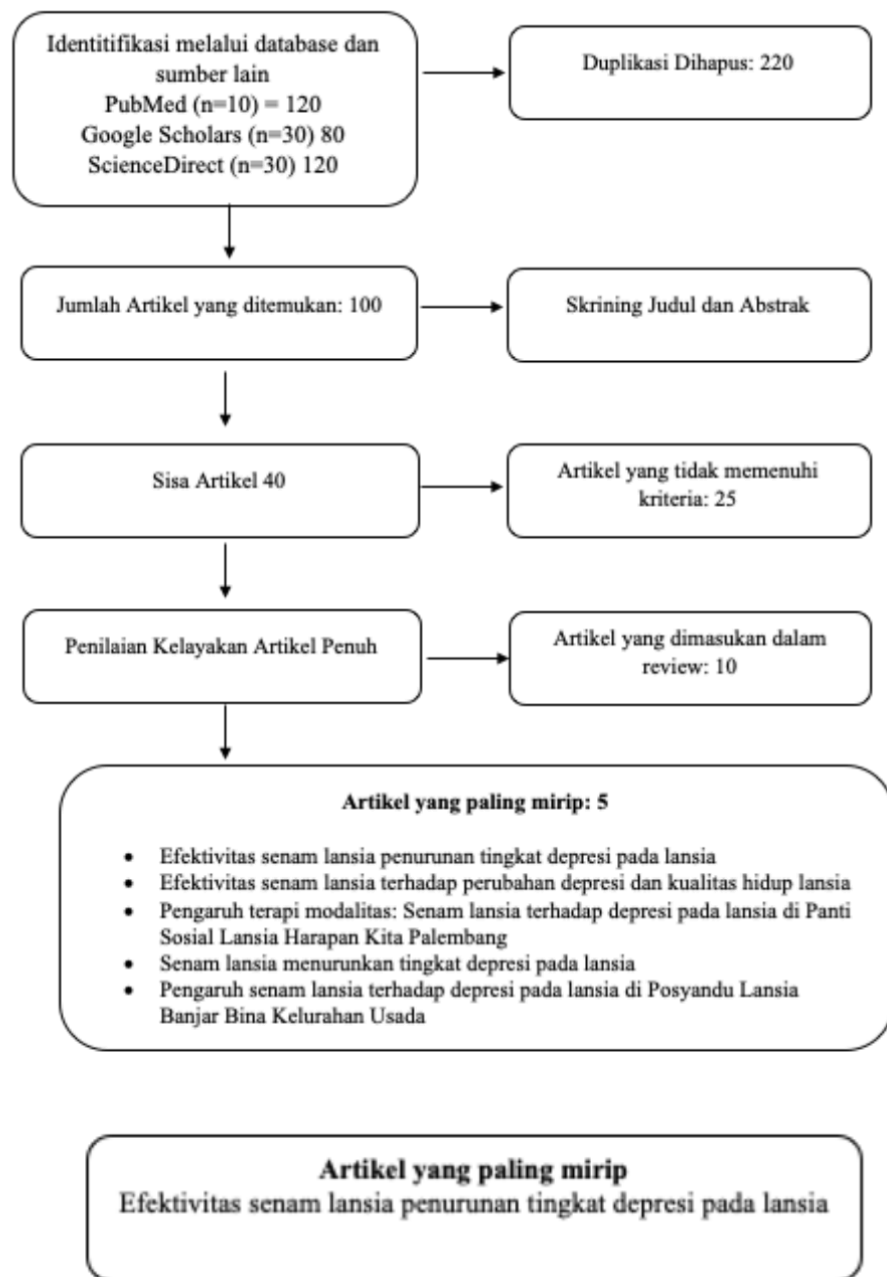 Identitifikasi melalui database dan
sumber lain
PubMed (n=10) = 120
Google Scholars (n=30) 80
ScienceDirect (n=30) 120
Duplikasi Dihapus: 220
Jumlah Artikel yang ditemukan: 100
Skrining Judul dan Abstrak
Sisa Artikel 40
Artikel yang tidak memenuhi
kriteria: 25
Penilaian Kelayakan Artikel Penuh
Artikel yang dimasukan dalam
review: 10
Artikel yang paling mirip: 5
• Efektivitas senam lansia penurunan tingkat depresi pada lansia
• Efektivitas senam lansia terhadap perubahan depresi dan kualitas hidup lansia
• Pengaruh terapi modalitas: Senam lansia terhadap depresi pada lansia di Panti
Sosial Lansia Harapan Kita Palembang
• Senam lansia menurunkan tingkat depresi pada lansia
• Pengaruh senam lansia terhadap depresi pada lansia di Posyandu Lansia
Banjar Bina Kelurahan Usada
Artikel yang paling mirip
Efektivitas senam lansia penurunan tingkat depresi pada lansia